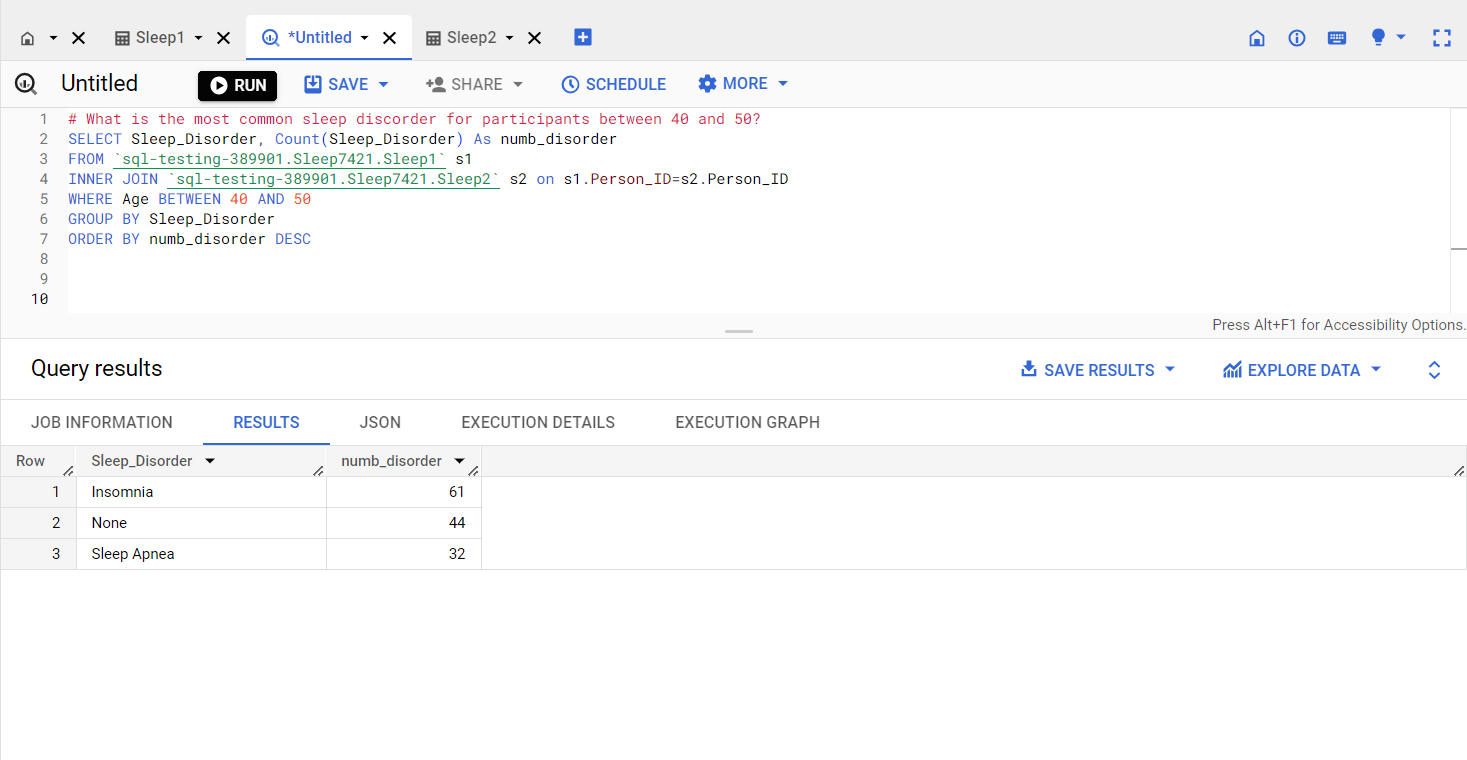 Sleep1
*Untitled
Sleep2
Untitled
RUN
SAVE
SHARE
SCHEDULE
MORE
1 # What is the most common sleep discorder for participants between 40 and 50?
2 SELECT Sleep_Disorder, Count(Sleep_Disorder) As numb_disorder
3 FROM `sql-testing-389901.Sleep7421.Sleep1` s1
4 INNER JOIN `sql-testing-389901.Sleep7421.Sleep2` s2 on s1.Person_ID=s2.Person_ID
5 WHERE Age BETWEEN 40 AND 50
6 GROUP BY Sleep_Disorder
7 ORDER BY numb_disorder DESC
8
9
10
Press Alt+F1 for Accessibility Options.
Query results
SAVE RESULTS
EXPLORE DATA
JOB INFORMATION
RESULTS
JSON
EXECUTION DETAILS
EXECUTION GRAPH
Row Sleep_Disorder numb_disorder
1 Insomnia 61
2 None 44
3 Sleep Apnea 32